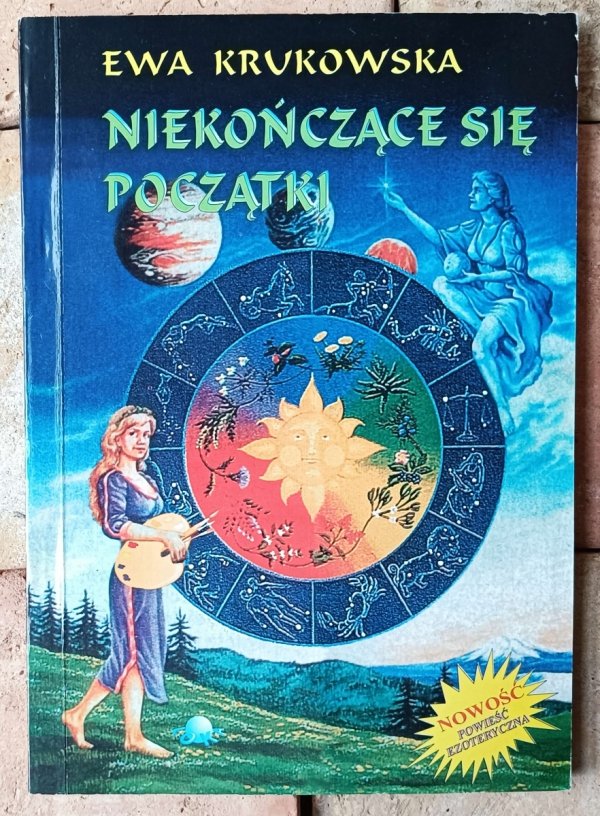 EWA KRUKOWSKA
NIEKOŃCZĄCE SIĘ
POCZĄTKI
NOWOŚĆ
POWIEŚĆ
EZOTERYCZNA